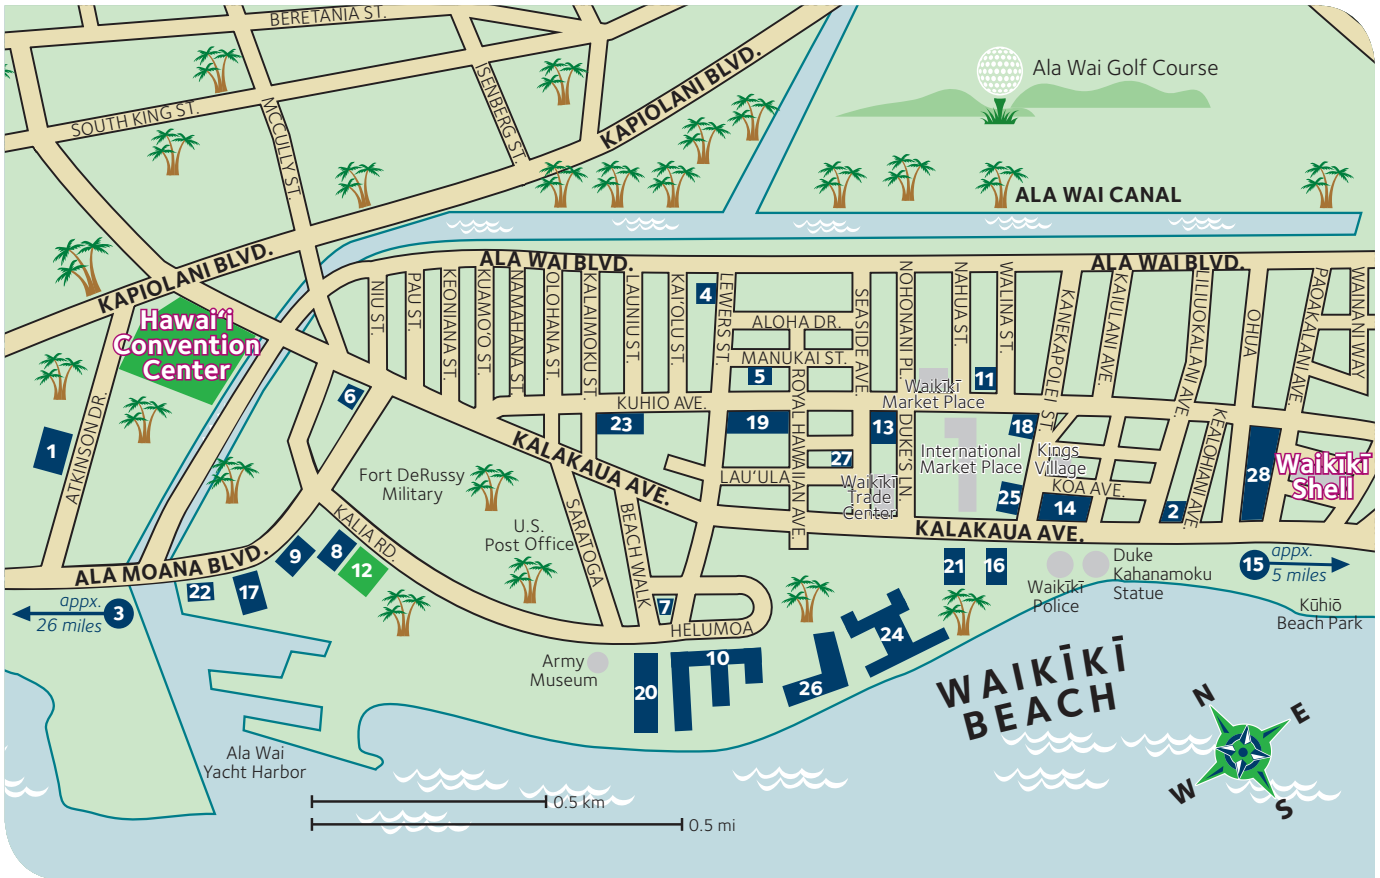 BERETANIA ST.
SOUTH KING ST.
MCCULLY ST.
ISENBERG ST.
KAPIOLANI BLVD.
Ala Wai Golf Course
ALA WAI CANAL
KAPIOLANI BLVD.
ALA WAI BLVD.
ALA WAI BLVD.
Hawai‘i
Convention
Center
NIU ST.
PAU ST.
KEONIANA ST.
KUAMO'O ST.
NAMAHANA ST.
OLOHANA ST.
KALAIMOKU ST.
LAUNIU ST.
KAI'OLU ST.
4
LEWERS ST.
ALOHA DR.
MANUKAI ST.
5
ROYAL HAWAIIAN AVE.
SEASIDE AVE.
NOHONANI PL.
NAHUA ST.
WALINA ST.
KANEKAPOLEI ST.
KAIULANI AVE.
LILIUOKALANI AVE.
OHUA
PAOAKALANI AVE.
WAINANI WAY
11
Waikīkī
Market Place
6
KUHIO AVE.
23
19
13
DUKE'S LN.
18
International
Market Place
Kings
Village
KEALOHILANI AVE.
1
ATKINSON DR.
KALAKAUA AVE.
27
LAU'ULA
Waikīkī
Trade
Center
25
KOA AVE.
14
2
28
Waikīkī
Shell
Fort DeRussy
Military
KALIA RD.
U.S.
Post Office
SARATOGA
BEACH WALK
KALAKAUA AVE.
ALA MOANA BLVD.
9
8
12
22
17
3
appx.
26 miles
7
HELUMOA
21
16
Waikīkī
Police
Duke
Kahanamoku
Statue
15
appx.
5 miles
Kūhiō
Beach Park
Army
Museum
20
10
26
24
WAIKĪKĪ
BEACH
Ala Wai
Yacht Harbor
N
E
W
S
0.5 km
0.5 mi